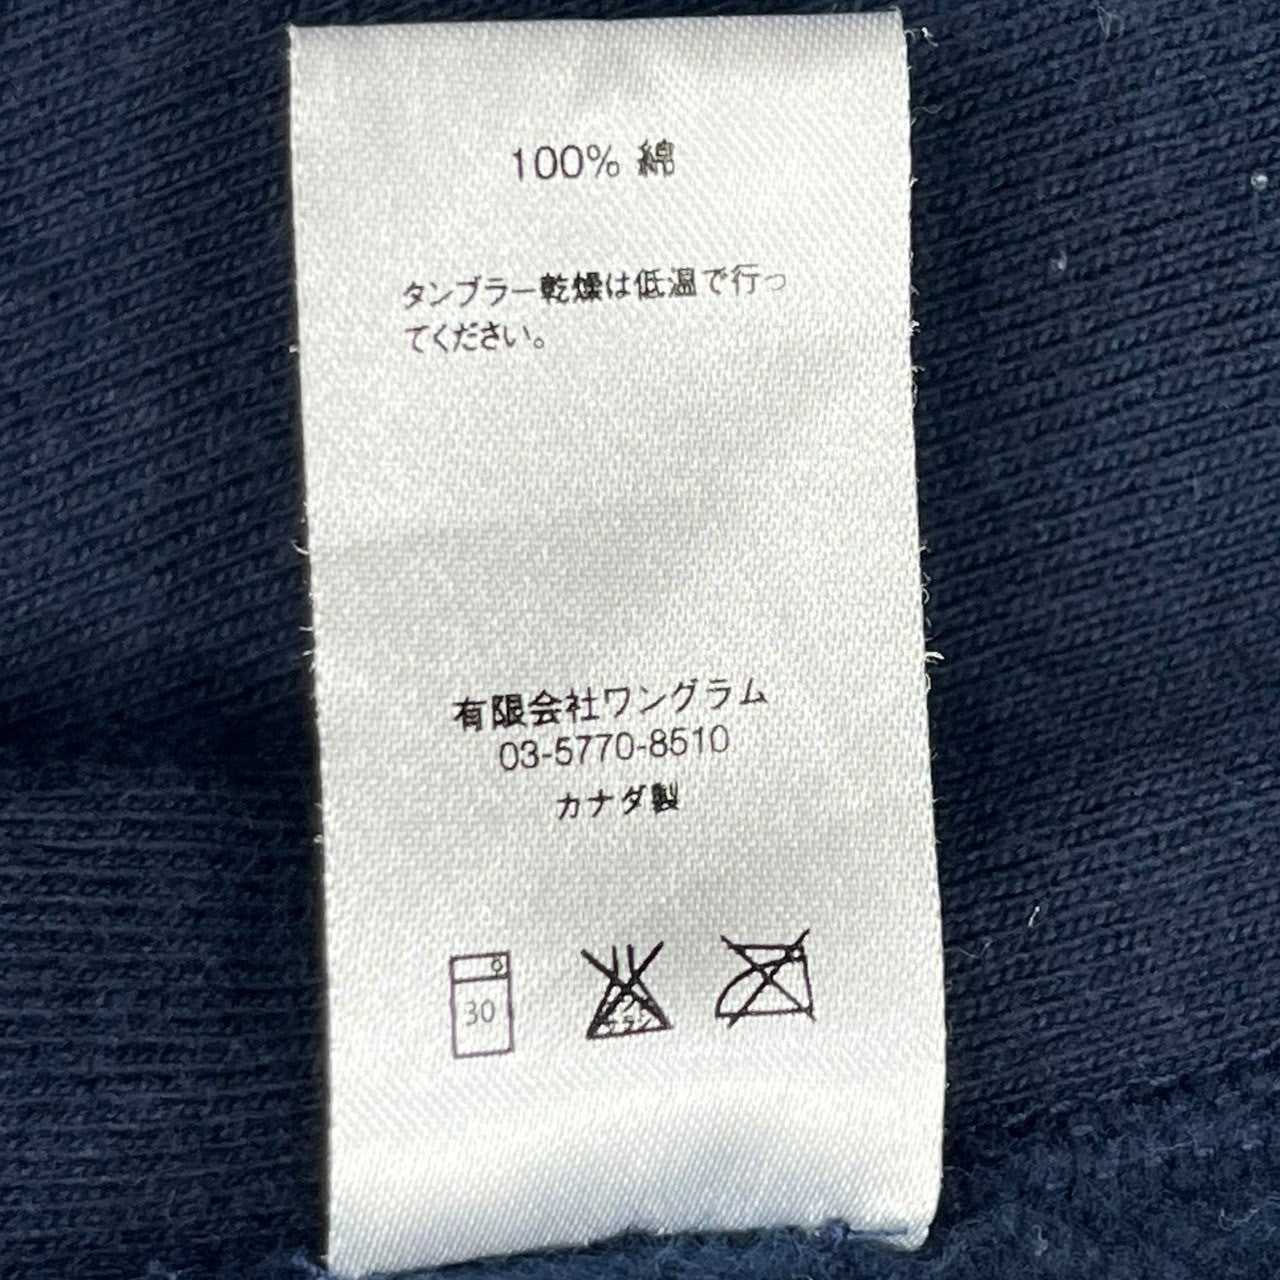 100% 綿
タンブラー乾燥は低温で行っ
てください。
有限会社ワングラム
03-5770-8510
カナダ製
30